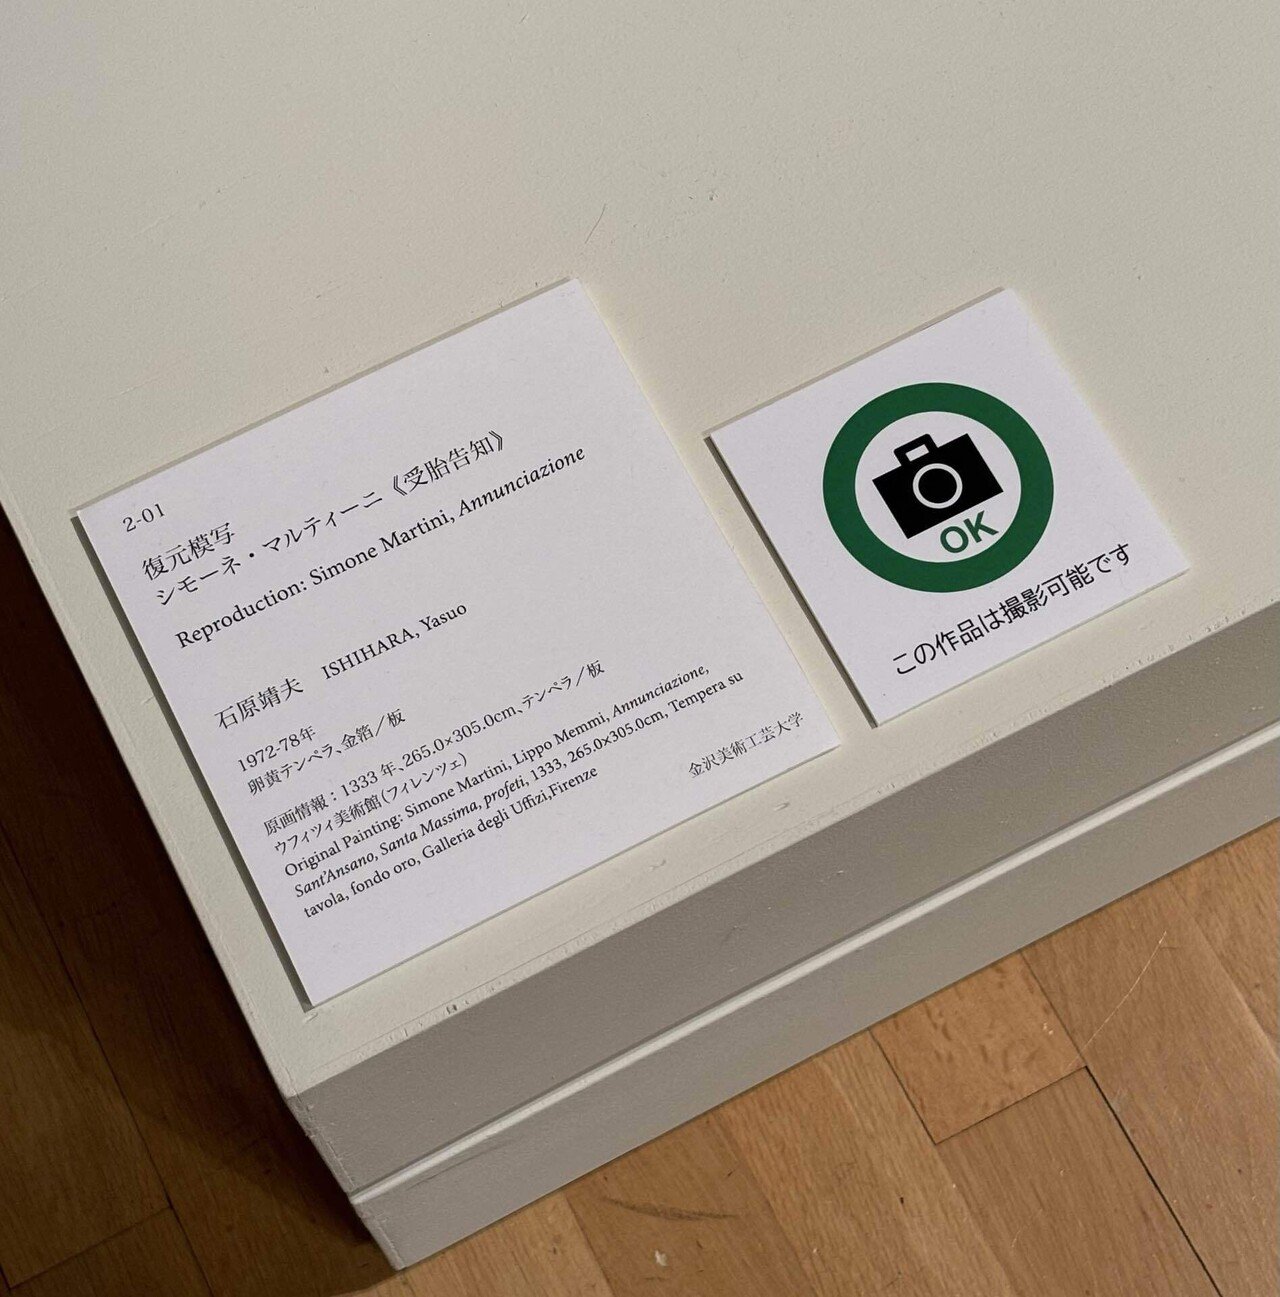 2-01
復元模写
シモーネ・マルティーニ《受胎告知》
Reproduction: Simone Martini, Annunciazione
石原靖夫　ISHIHARA, Yasuo
1972-78年
卵黄テンペラ、金箔／板
原画情報：1333 年、265.0×305.0cm、テンペラ／板
ウフィツィ美術館（フィレンツェ）
Original Painting: Simone Martini, Lippo Memmi, Annunciazione,
Sant'Ansano, Santa Massima, profeti, 1333, 265.0×305.0cm, Tempera su
tavola, fondo oro, Galleria degli Uffizi,Firenze
金沢美術工芸大学
OK
この作品は撮影可能です